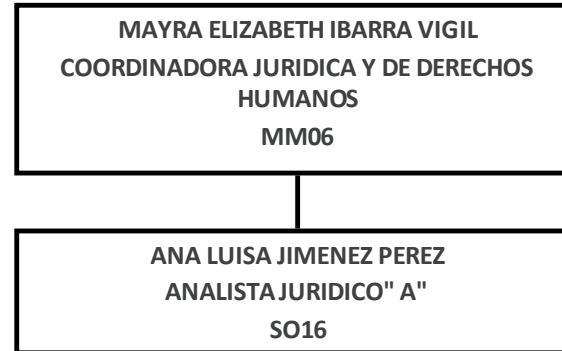 MAYRA ELIZABETH IBARRA VIGIL
COORDINADORA JURIDICA Y DE DERECHOS
HUMANOS
MM06
ANA LUISA JIMENEZ PEREZ
ANALISTA JURIDICO" A"
SO16